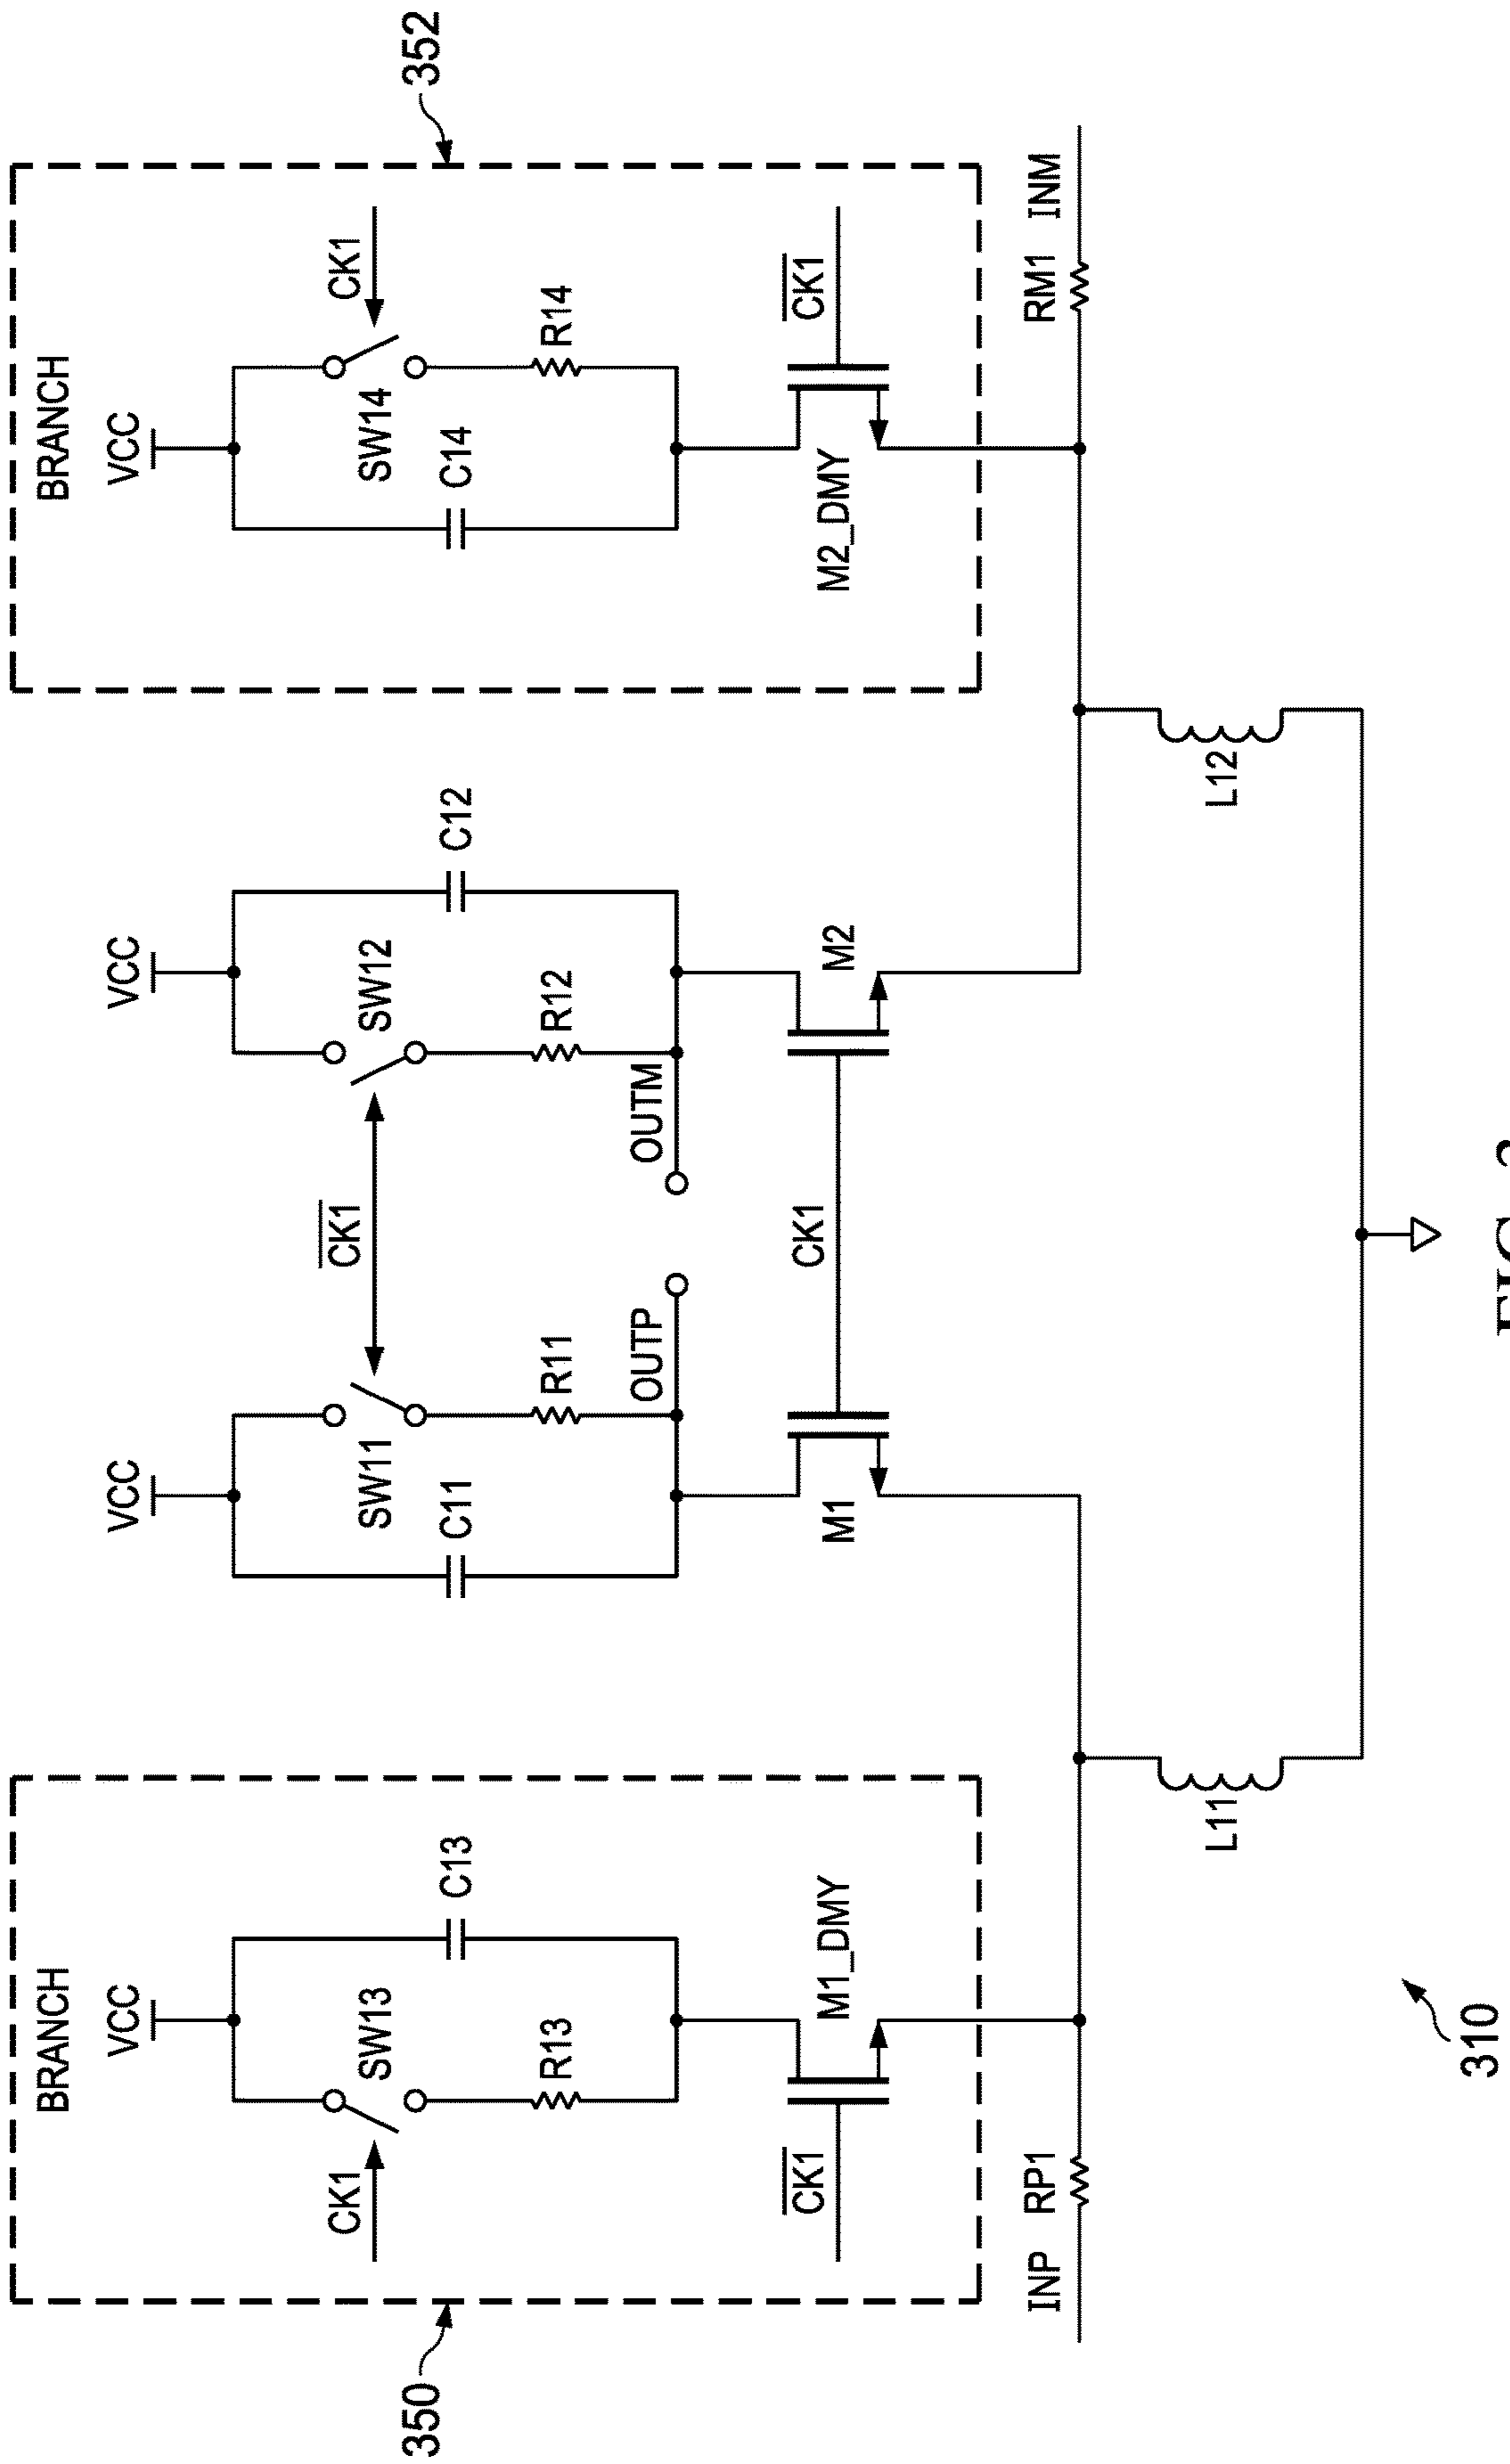 350
352
BRANCH
BRANCH
VCC
VCC
VCC
VCC
CK1
SW13
C13
R13
SW11
C11
R11
CK1
SW12
C12
R12
CK1
SW14
C14
R14
OUTP
OUTM
CK1
M1_DMY
M1
CK1
M2
M2_DMY
CK1
INP
RP1
RM1
INM
L11
L12
310